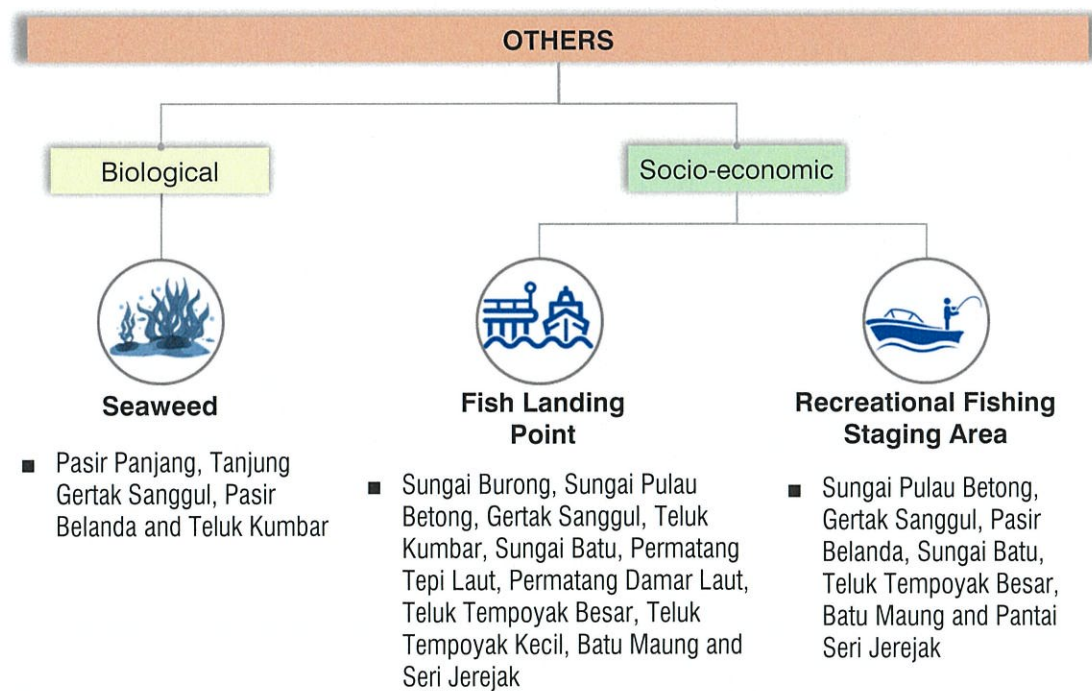 OTHERS
Biological
Socio-economic
Seaweed
■ Pasir Panjang, Tanjung
Gertak Sanggul, Pasir
Belanda and Teluk Kumbar
Fish Landing
Point
■ Sungai Burong, Sungai Pulau
Betong, Gertak Sanggul, Teluk
Kumbar, Sungai Batu, Permatang
Tepi Laut, Permatang Damar Laut,
Teluk Tempoyak Besar, Teluk
Tempoyak Kecil, Batu Maung and
Seri Jerejak
Recreational Fishing
Staging Area
■ Sungai Pulau Betong,
Gertak Sanggul, Pasir
Belanda, Sungai Batu,
Teluk Tempoyak Besar,
Batu Maung and Pantai
Seri Jerejak